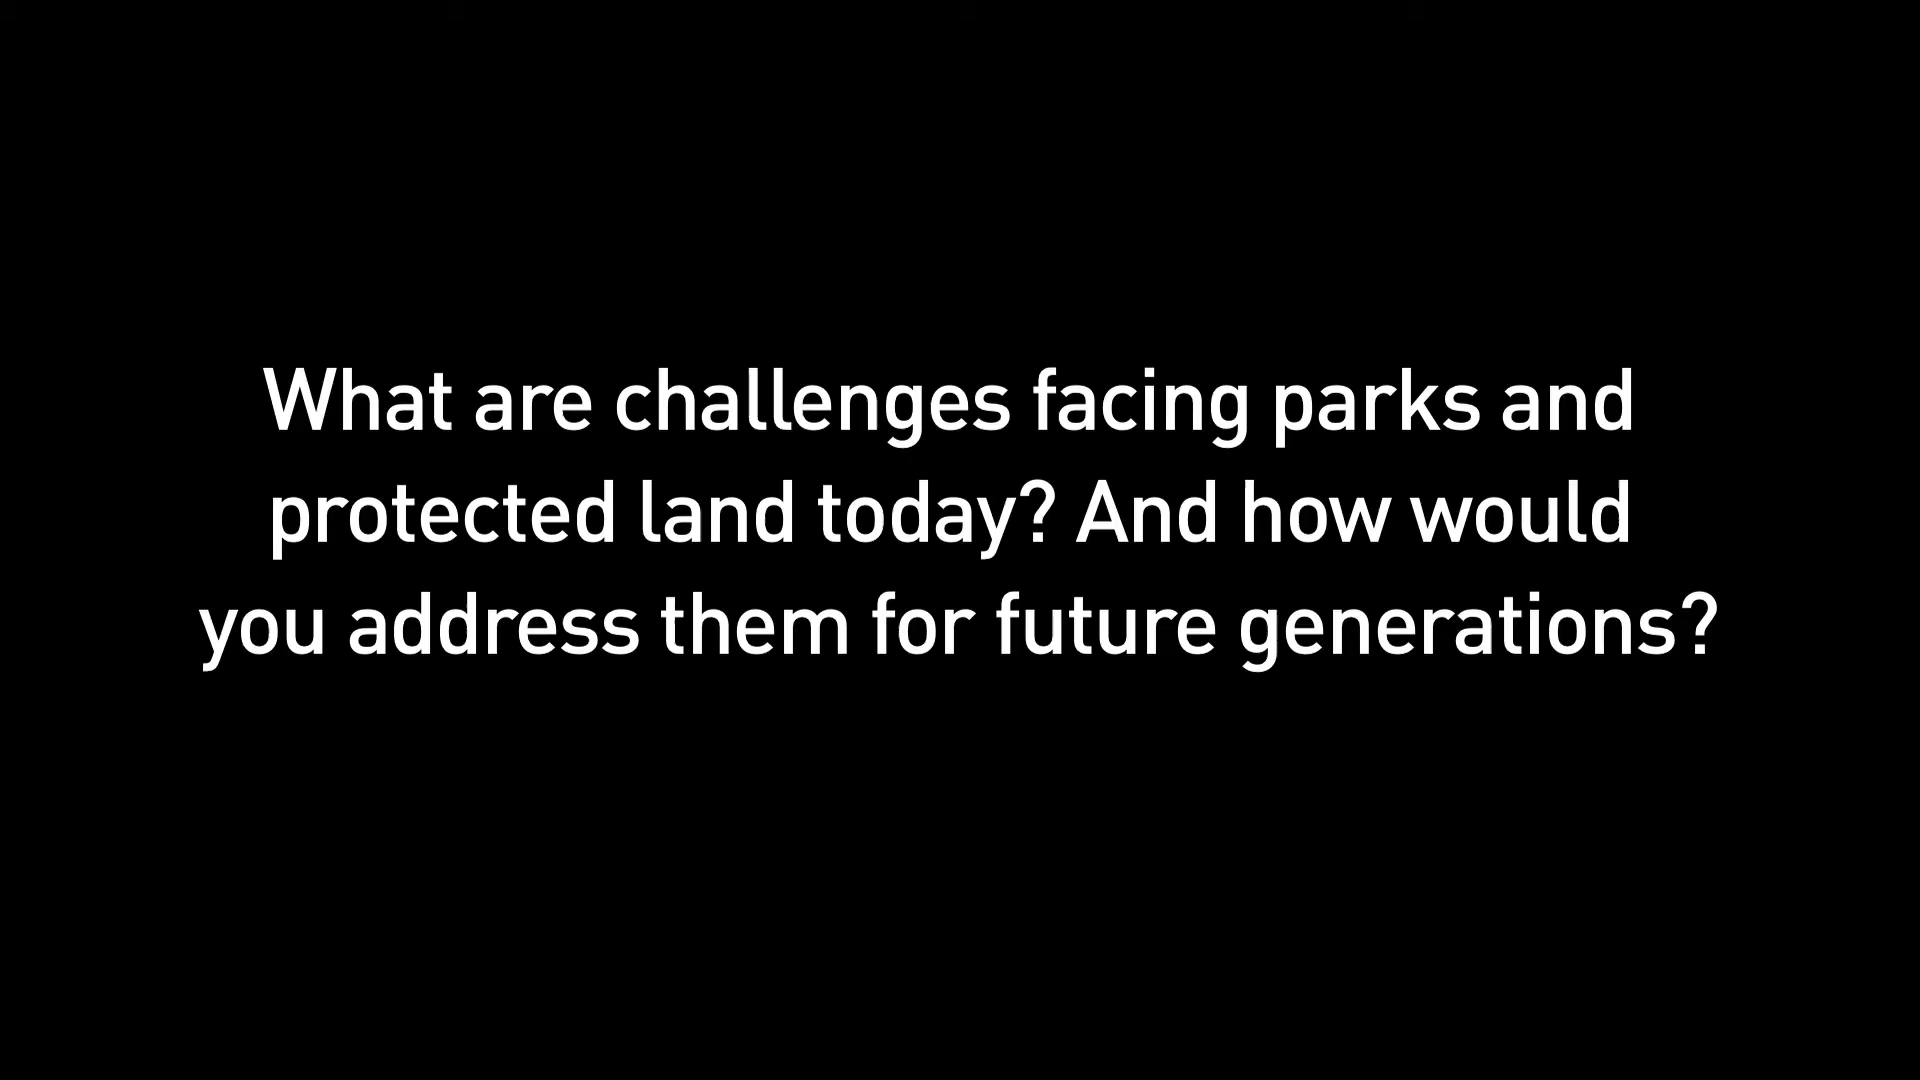 What are challenges facing parks and
protected land today? And how would
you address them for future generations?